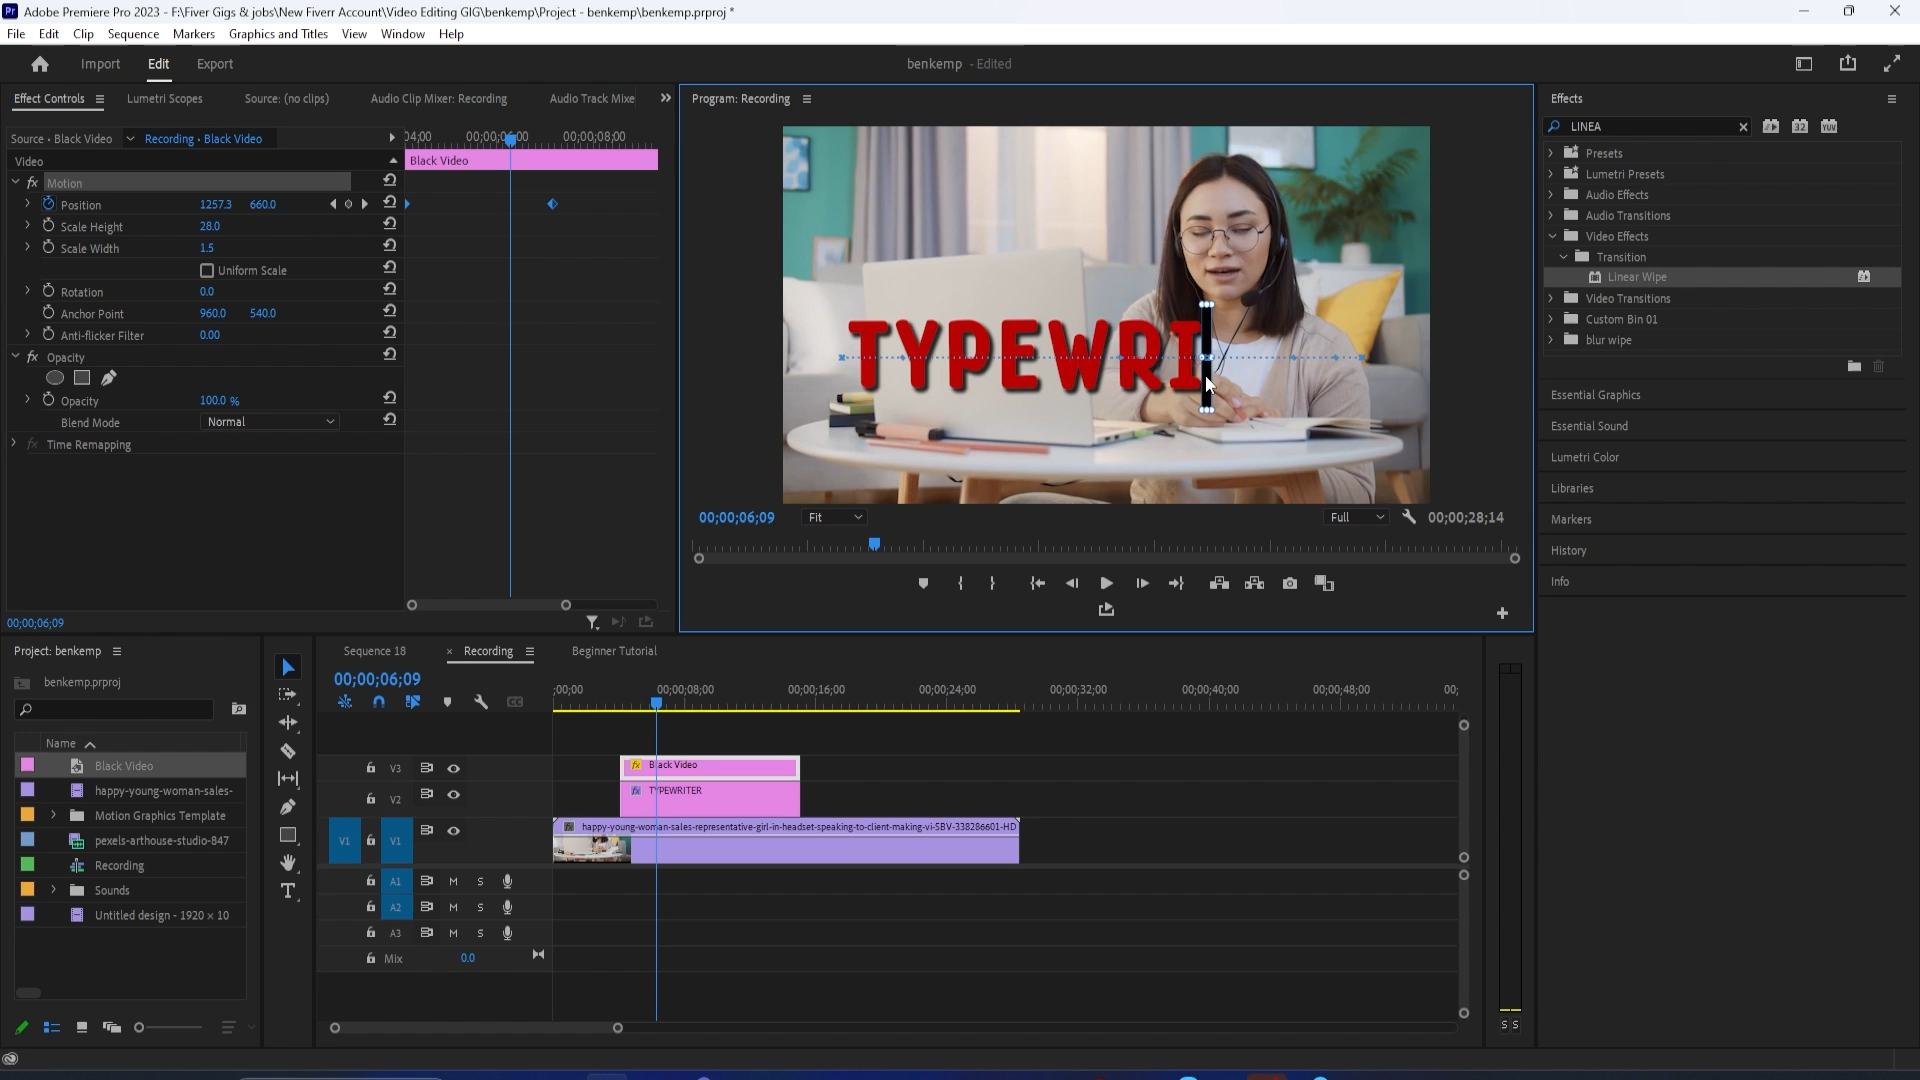 Adobe Premiere Pro 2023 - F:\Fiver Gigs & jobs\New Fiverr Account\Video Editing GIG\benkemp\Project - benkemp\benkemp.prproj *
File Edit Clip Sequence Markers Graphics and Titles View Window Help
Import Edit Export
benkemp - Edited
Effect Controls Lumetri Scopes Source: (no clips) Audio Clip Mixer: Recording Audio Track Mixe
Source • Black Video Recording • Black Video
Video
Motion
Position 1257.3 660.0
Scale Height 28.0
Scale Width 1.5
Uniform Scale
Rotation 0.0
Anchor Point 960.0 540.0
Anti-flicker Filter 0.00
Opacity
Opacity 100.0 %
Blend Mode Normal
Time Remapping
Black Video
00;00;08;00
00;00;06;09
Program: Recording
TYPEWRI
00;00;06;09 Fit Full 00;00;28;14
Effects
LINEA
32 YUV
Presets
Lumetri Presets
Audio Effects
Audio Transitions
Video Effects
Transition
Linear Wipe
Video Transitions
Custom Bin 01
blur wipe
Essential Graphics
Essential Sound
Lumetri Color
Libraries
Markers
History
Info
Project: benkemp
benkemp.prproj
Name
Black Video
happy-young-woman-sales-
Motion Graphics Template
pexels-arthouse-studio-847
Recording
Sounds
Untitled design - 1920 × 10
Sequence 18 × Recording Beginner Tutorial
00;00;06;09
;00;00 00;00;08;00 00;00;16;00 00;00;24;00 00;00;32;00 00;00;40;00 00;00;48;00 00;
V3
Black Video
V2
TYPEWRITER
V1 V1
happy-young-woman-sales-representative-girl-in-headset-speaking-to-client-making-vi-SBV-338286601-HD
A1 M S
A2 M S
A3 M S
Mix 0.0
S S